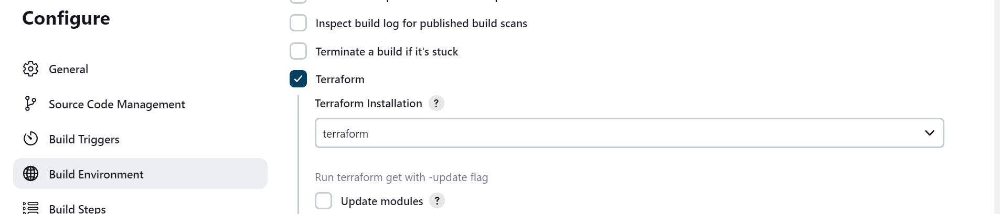 Configure
General
Source Code Management
Build Triggers
Build Environment
Build Steps
Inspect build log for published build scans
Terminate a build if it's stuck
Terraform
Terraform Installation ?
terraform
Run terraform get with -update flag
Update modules ?